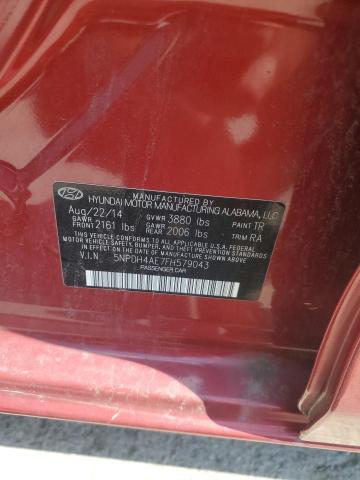 MANUFACTURED BY
HYUNDAI MOTOR MANUFACTURING ALABAMA, LLC
Aug/22/14 GVWR 3880 lbs PAINT TR
GAWR FRONT 2161 lbs GAWR REAR 2006 lbs TRIM RA
THIS VEHICLE CONFORMS TO ALL APPLICABLE U.S.A. FEDERAL
MOTOR VEHICLE SAFETY, BUMPER, AND THEFT PREVENTION
STANDARDS IN EFFECT ON THE DATE OF MANUFACTURE SHOWN ABOVE.
V.I.N. 5NPDH4AE7FH579043
PASSENGER CAR